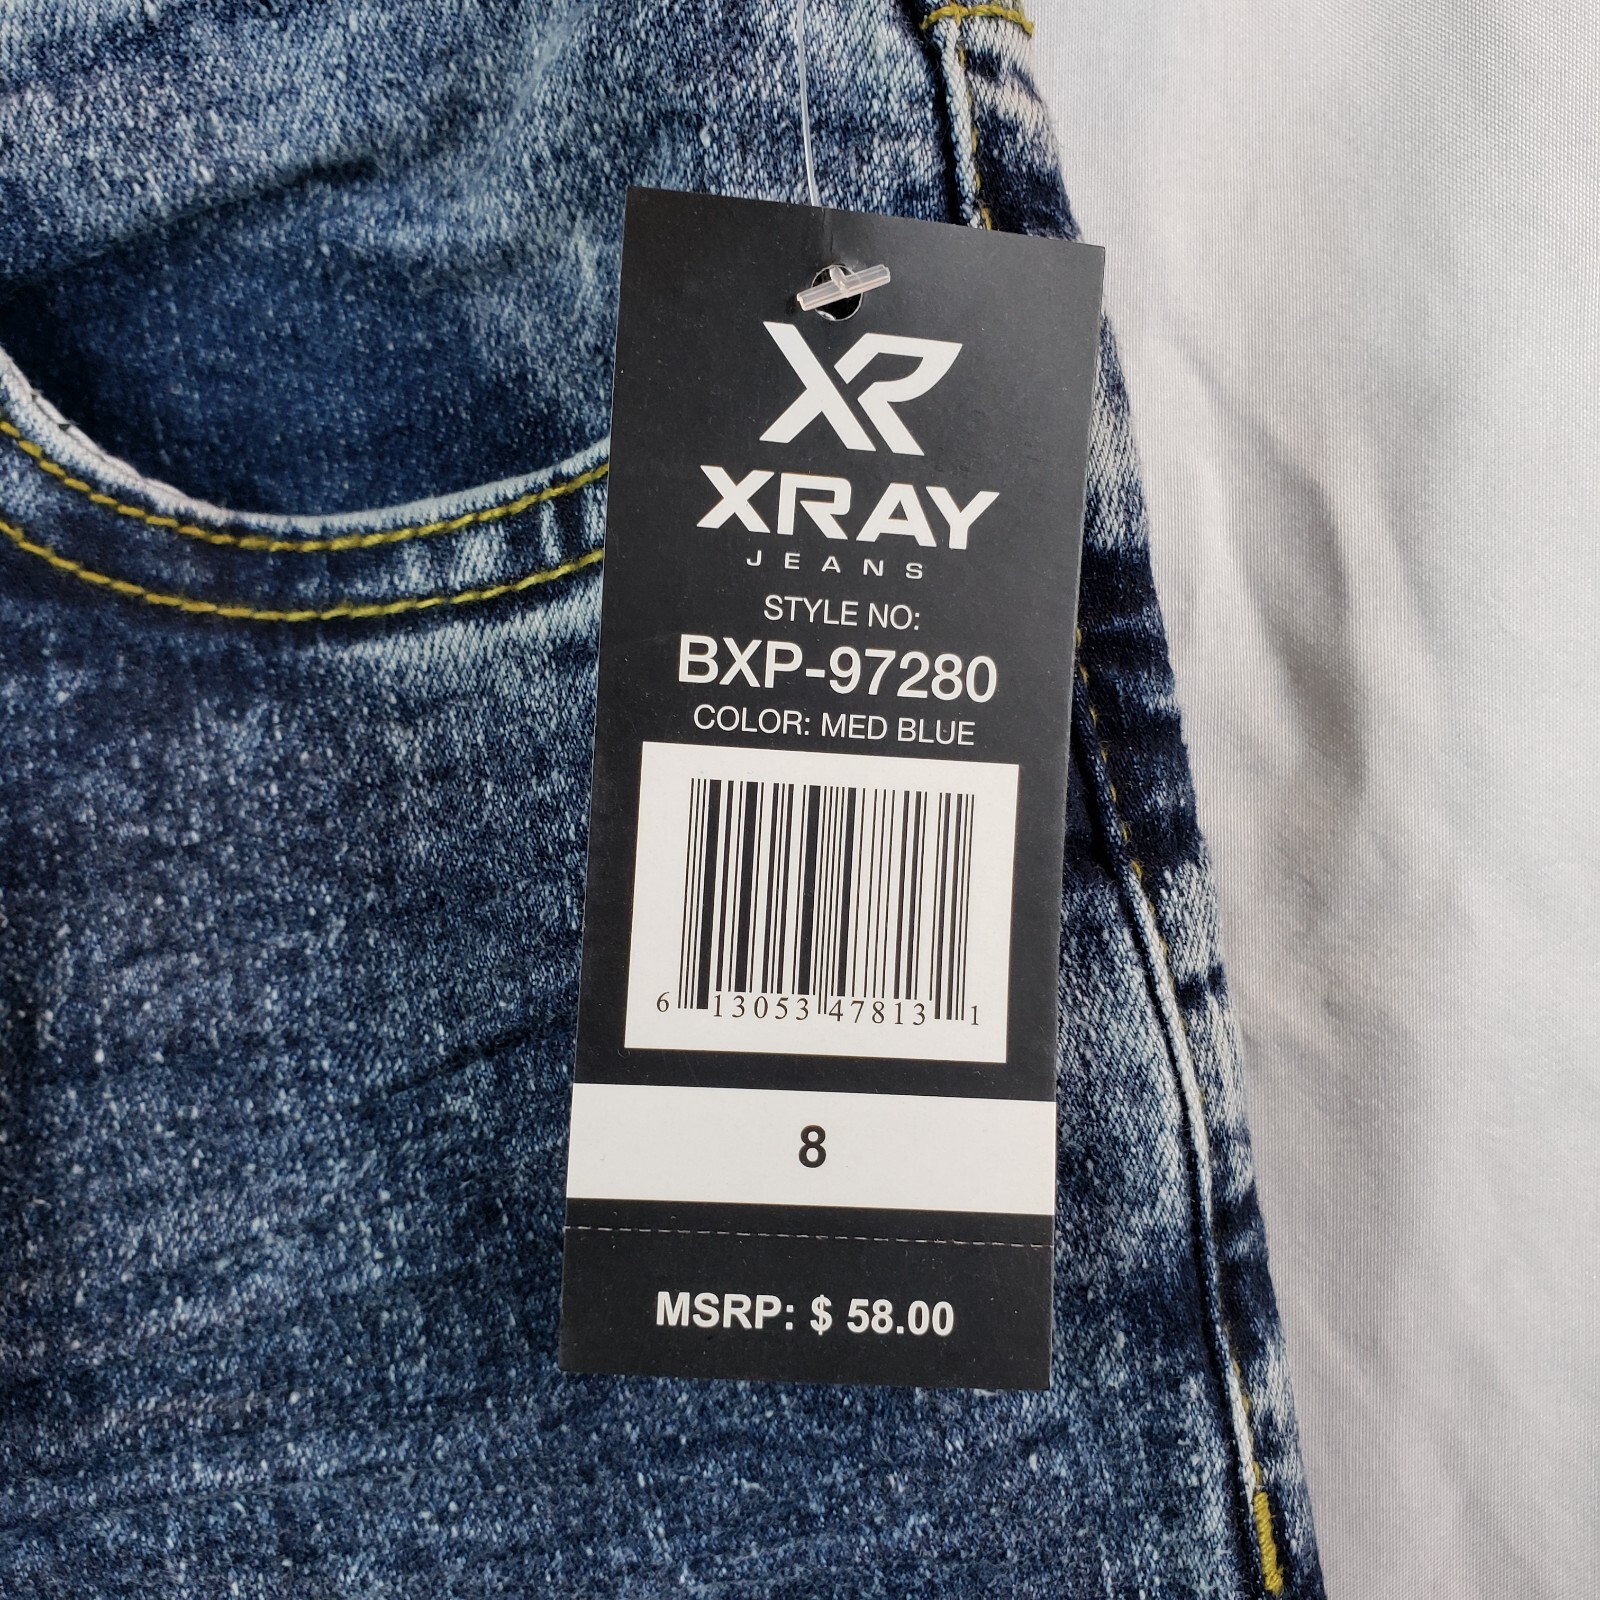 XR
XRAY
JEANS
STYLE NO:
BXP-97280
COLOR: MED BLUE
6 13053 47813 1
8
MSRP: $ 58.00